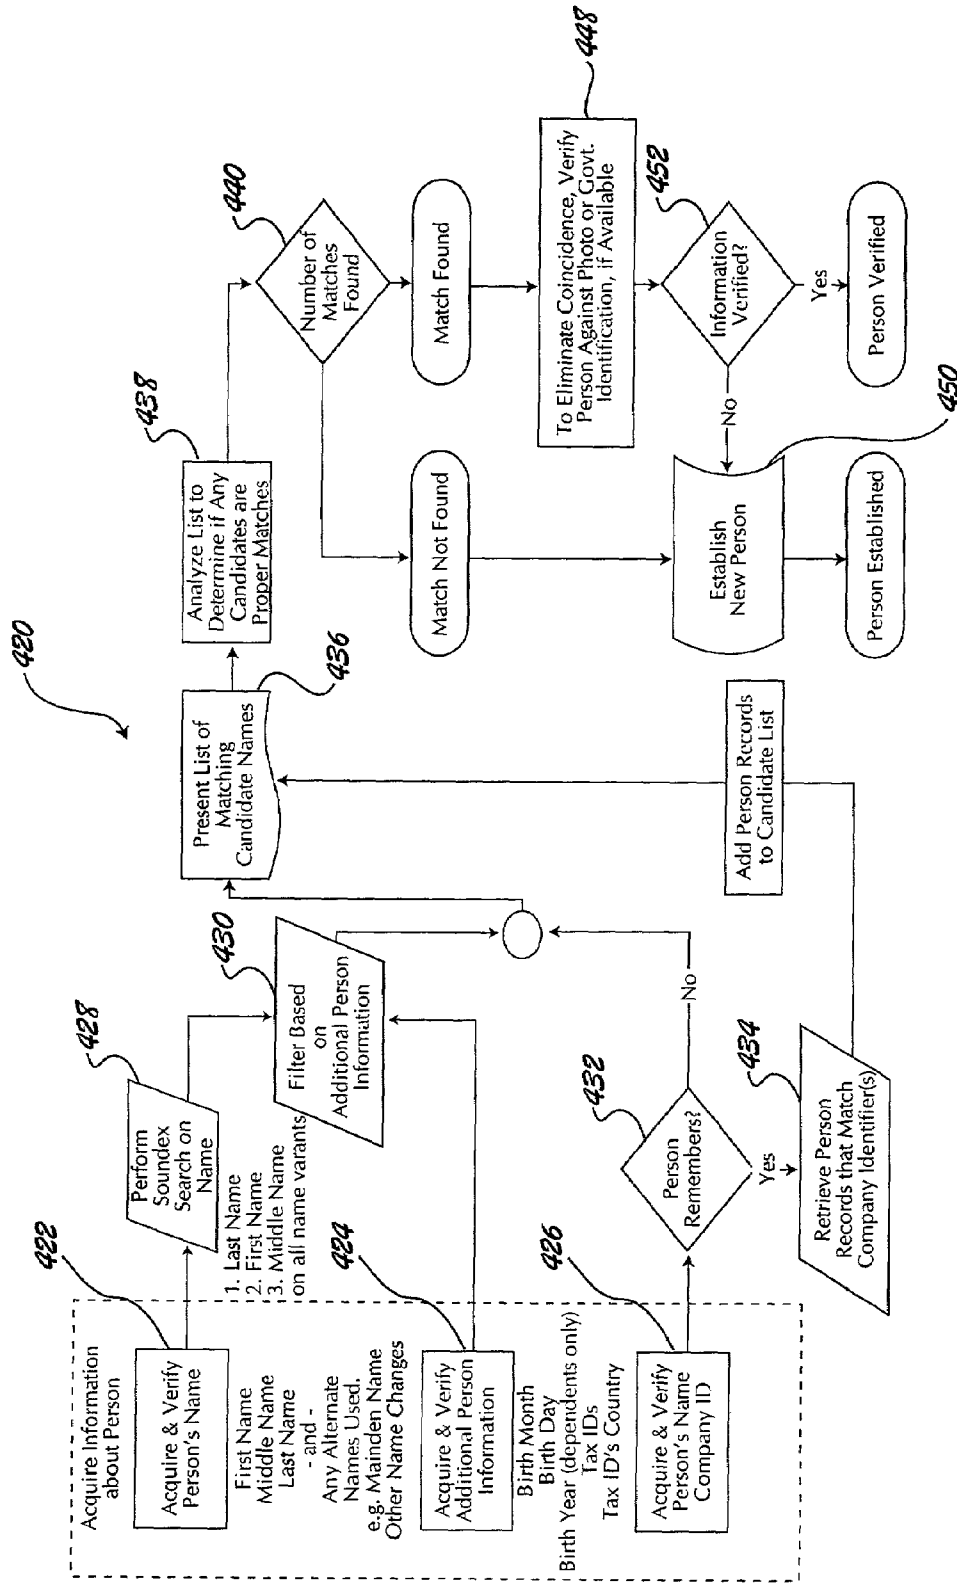 420
Acquire Information
about Person
Acquire & Verify
Person's Name
422
First Name
Middle Name
Last Name
- and -
Any Alternate
Names Used.
e.g. Mainden Name
Other Name Changes
Acquire & Verify
Additional Person
Information
424
Birth Month
Birth Day
Birth Year (dependents only)
Tax IDs
Tax ID's Country
Acquire & Verify
Person's Name
Company ID
426
Perform
Soundex
Search on
Name
428
1. Last Name
2. First Name
3. Middle Name
on all name varants
Filter Based
on
Additional Person
Information
430
Person
Remembers?
432
No
Yes
Retrieve Person
Records that Match
Company Identifier(s)
434
Add Person Records
to Candidate List
Present List of
Matching
Candidate Names
436
Analyze List to
Determine if Any
Candidates are
Proper Matches
438
Number of
Matches
Found
440
Match Not Found
Match Found
To Eliminate Coincidence, Verify
Person Against Photo or Govt.
Identification, if Available
448
Information
Verified?
452
No
Yes
Establish
New Person
450
Person Established
Person Verified